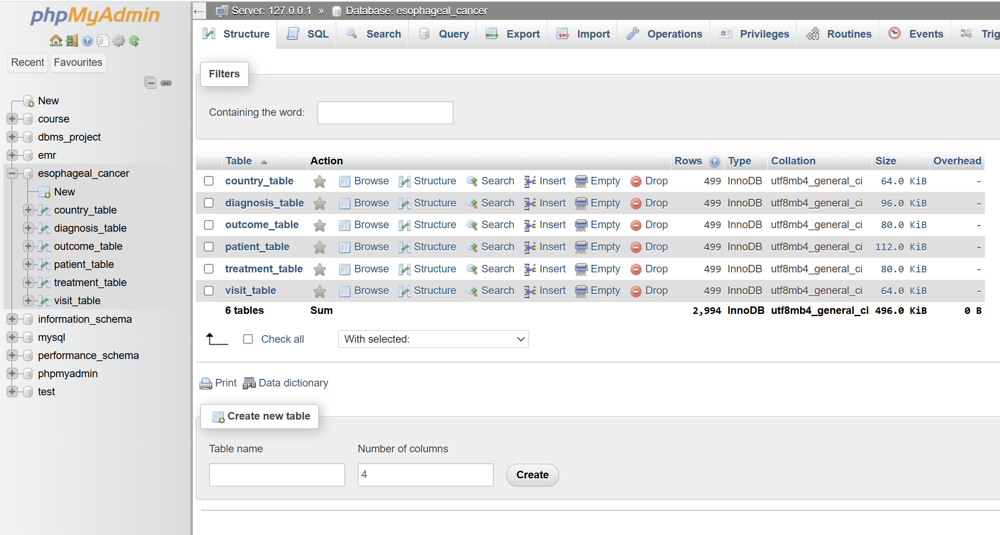 phpMyAdmin
Recent Favourites
New
course
dbms_project
emr
esophageal_cancer
New
country_table
diagnosis_table
outcome_table
patient_table
treatment_table
visit_table
information_schema
mysql
performance_schema
phpmyadmin
test
Server: 127.0.0.1 » Database: esophageal_cancer
Structure SQL Search Query Export Import Operations Privileges Routines Events Trig
Filters
Containing the word:
Table Action Rows Type Collation Size Overhead
country_table Browse Structure Search Insert Empty Drop 499 InnoDB utf8mb4_general_ci 64.0 KiB -
diagnosis_table Browse Structure Search Insert Empty Drop 499 InnoDB utf8mb4_general_ci 96.0 KiB -
outcome_table Browse Structure Search Insert Empty Drop 499 InnoDB utf8mb4_general_ci 80.0 KiB -
patient_table Browse Structure Search Insert Empty Drop 499 InnoDB utf8mb4_general_ci 112.0 KiB -
treatment_table Browse Structure Search Insert Empty Drop 499 InnoDB utf8mb4_general_ci 80.0 KiB -
visit_table Browse Structure Search Insert Empty Drop 499 InnoDB utf8mb4_general_ci 64.0 KiB -
6 tables Sum 2,994 InnoDB utf8mb4_general_ci 496.0 KiB 0 B
Check all With selected:
Print Data dictionary
Create new table
Table name Number of columns
4 Create